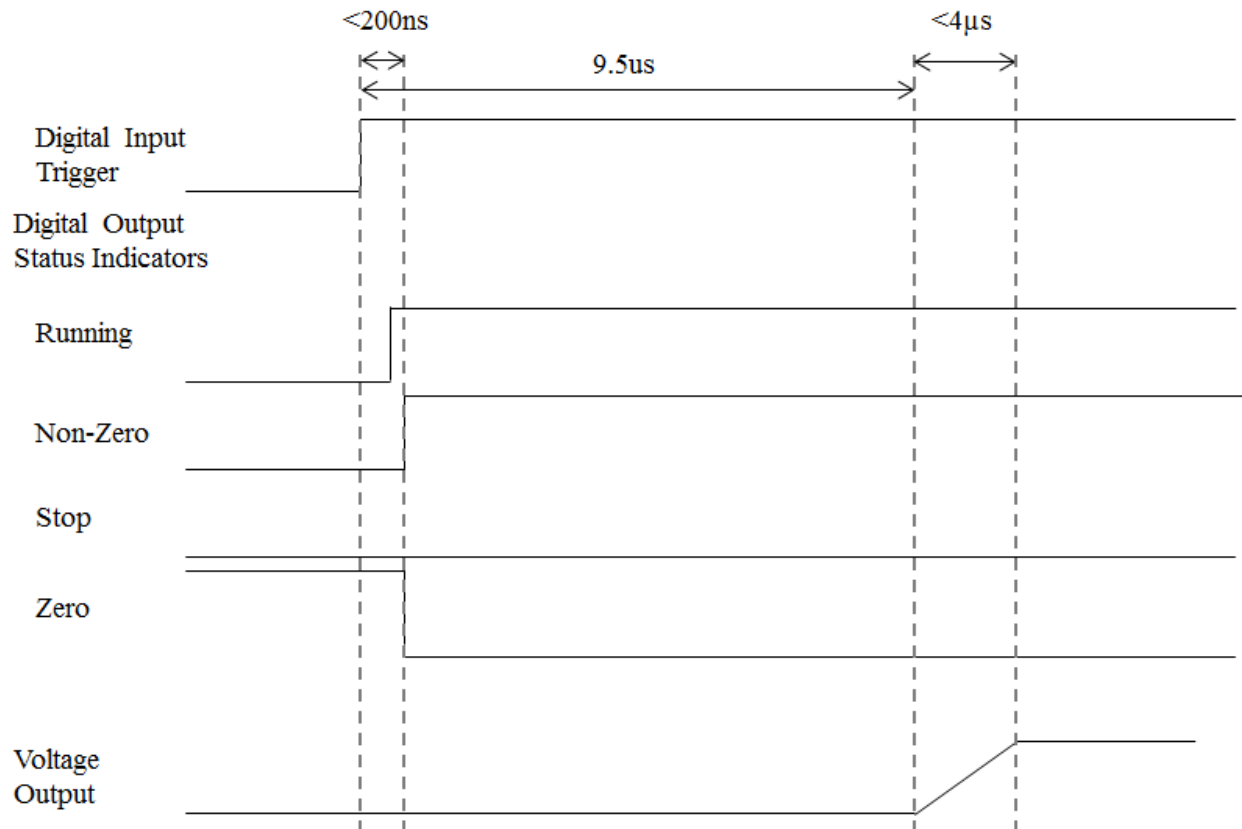 <200ns
<4μs
9.5us
Digital Input
Trigger
Digital Output
Status Indicators
Running
Non-Zero
Stop
Zero
Voltage
Output